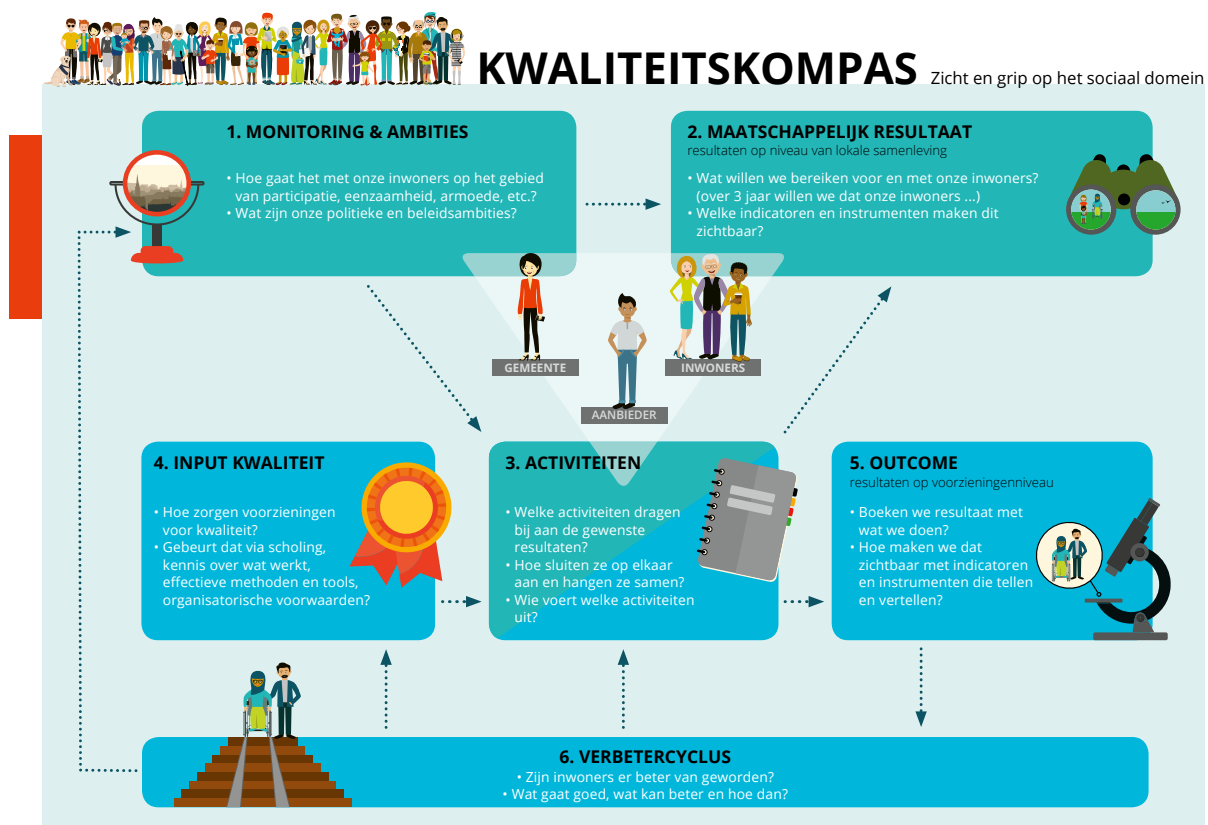 KWALITEITSKOMPAS Zicht en grip op het sociaal domein
1. MONITORING & AMBITIES
• Hoe gaat het met onze inwoners op het gebied
van participatie, eenzaamheid, armoede, etc.?
• Wat zijn onze politieke en beleidsambities?
2. MAATSCHAPPELIJK RESULTAAT
resultaten op niveau van lokale samenleving
• Wat willen we bereiken voor en met onze inwoners?
(over 3 jaar willen we dat onze inwoners ...)
• Welke indicatoren en instrumenten maken dit
zichtbaar?
GEMEENTE
INWONERS
AANBIEDER
4. INPUT KWALITEIT
• Hoe zorgen voorzieningen
voor kwaliteit?
• Gebeurt dat via scholing,
kennis over wat werkt,
effectieve methoden en tools,
organisatorische voorwaarden?
3. ACTIVITEITEN
• Welke activiteiten dragen
bij aan de gewenste
resultaten?
• Hoe sluiten ze op elkaar
aan en hangen ze samen?
• Wie voert welke activiteiten
uit?
5. OUTCOME
resultaten op voorzieningenniveau
• Boeken we resultaat met
wat we doen?
• Hoe maken we dat
zichtbaar met indicatoren
en instrumenten die tellen
en vertellen?
6. VERBETERCYCLUS
• Zijn inwoners er beter van geworden?
• Wat gaat goed, wat kan beter en hoe dan?